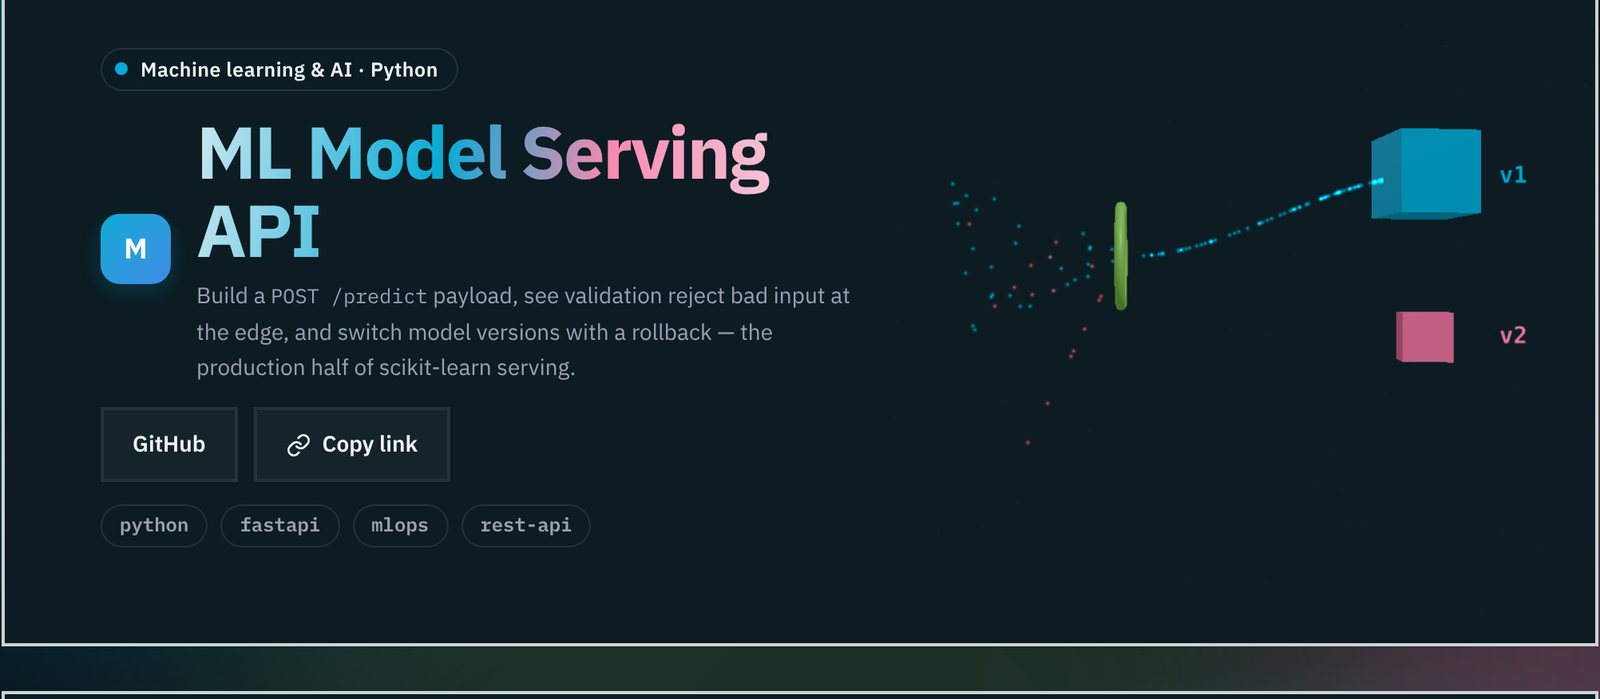 Machine learning & AI · Python
ML Model Serving
API
M
Build a POST /predict payload, see validation reject bad input at
the edge, and switch model versions with a rollback — the
production half of scikit-learn serving.
GitHub
Copy link
python
fastapi
mlops
rest-api
v1
v2